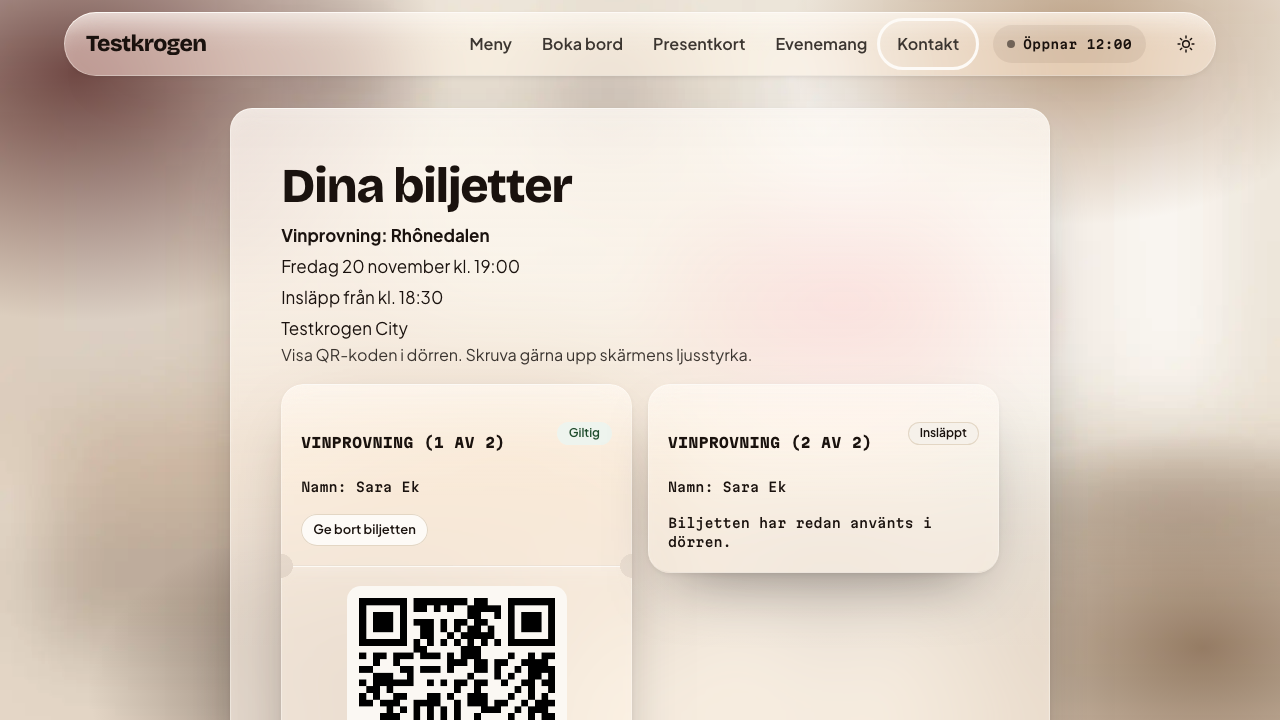 Testkrogen
Meny
Boka bord
Presentkort
Evenemang
Kontakt
Öppnar 12:00
Dina biljetter
Vinprovning: Rhônedalen
Fredag 20 november kl. 19:00
Insläpp från kl. 18:30
Testkrogen City
Visa QR-koden i dörren. Skruva gärna upp skärmens ljusstyrka.
VINPROVNING (1 AV 2)
Giltig
Namn: Sara Ek
Ge bort biljetten
VINPROVNING (2 AV 2)
Insläppt
Namn: Sara Ek
Biljetten har redan använts i
dörren.